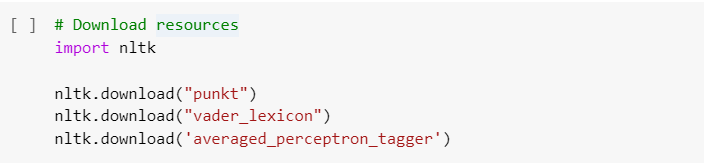 [ ] # Download resources
import nltk
nltk.download("punkt")
nltk.download("vader_lexicon")
nltk.download('averaged_perceptron_tagger')